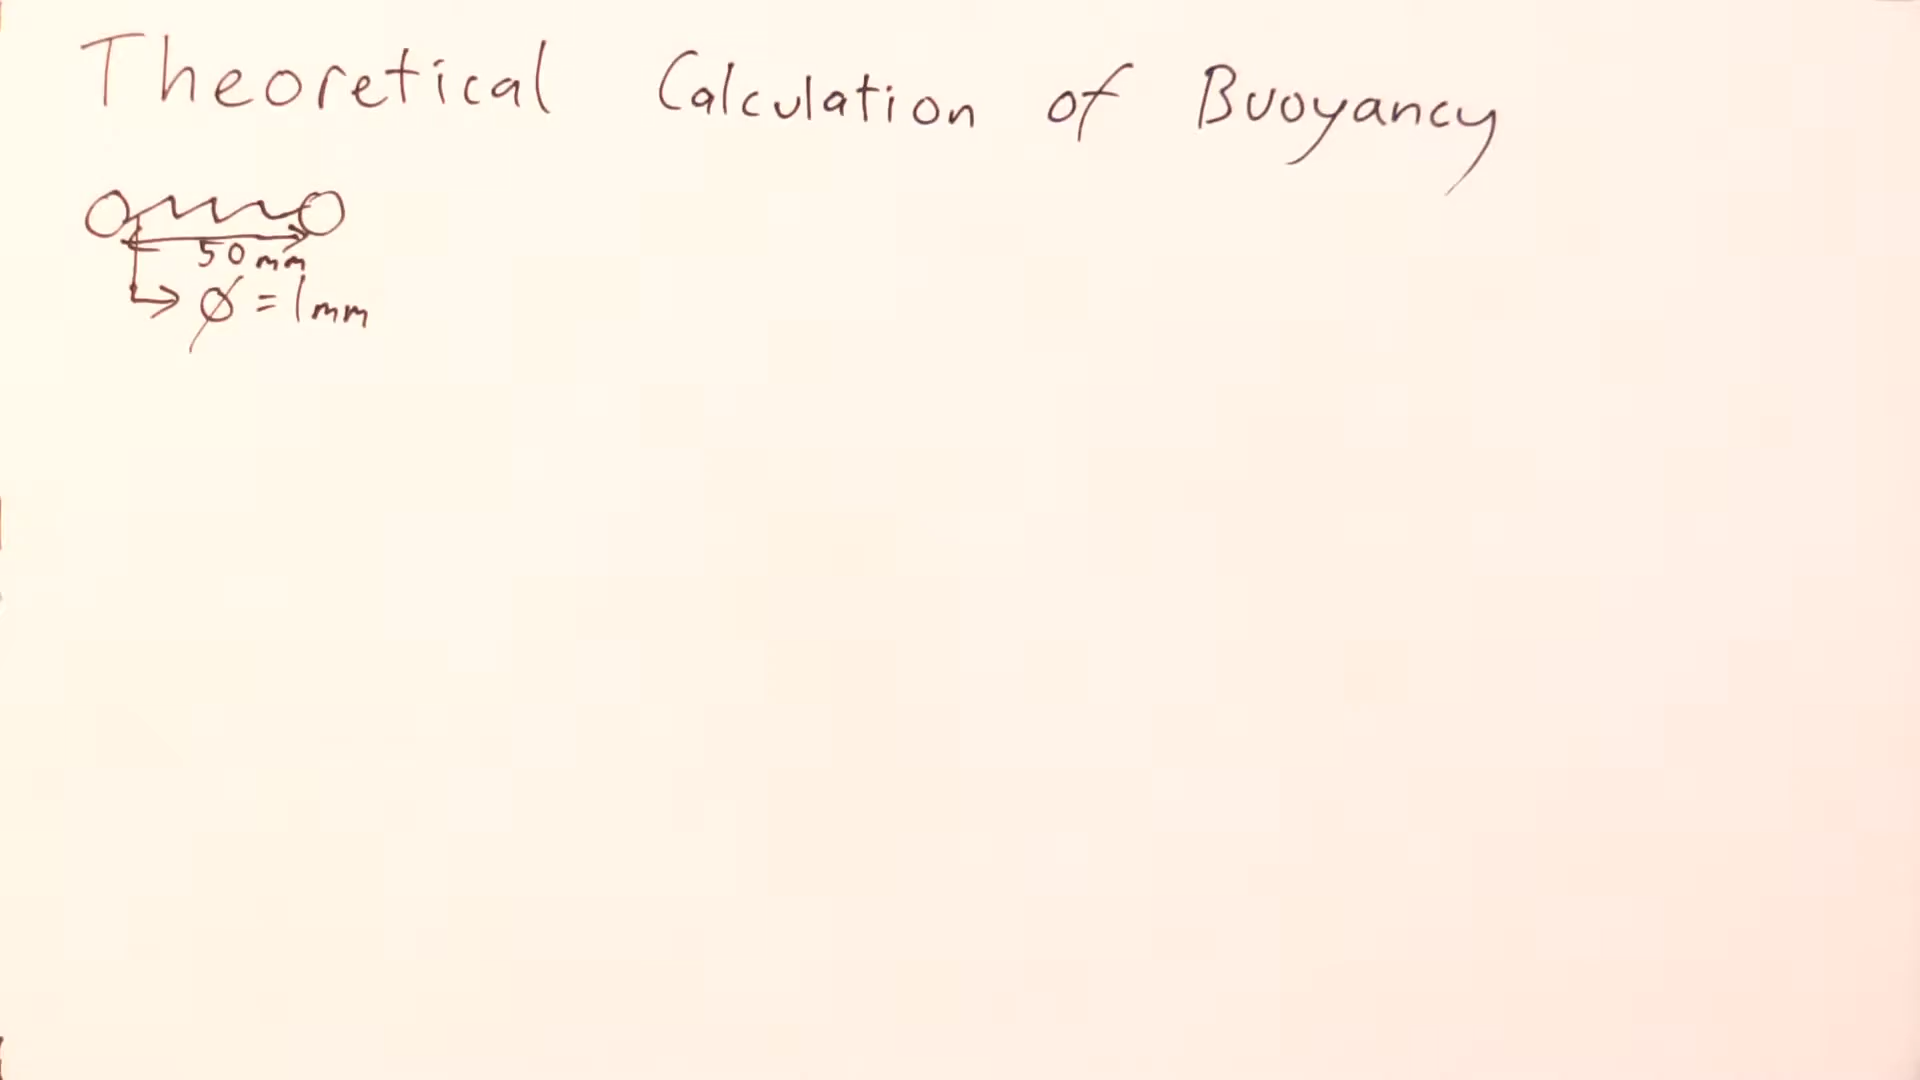 Theoretical Calculation of Buoyancy
50mm
ø = 1mm